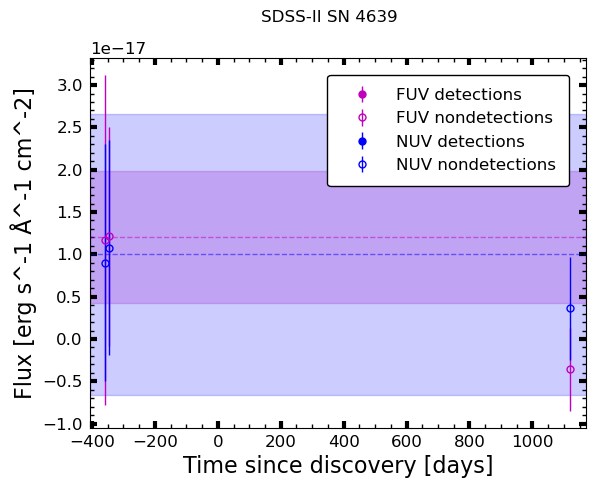 SDSS-II SN 4639
1e−17
3.0
2.5
2.0
1.5
1.0
0.5
0.0
−0.5
−1.0
Flux [erg s^-1 Å^-1 cm^-2]
FUV detections
FUV nondetections
NUV detections
NUV nondetections
−400 −200 0 200 400 600 800 1000
Time since discovery [days]